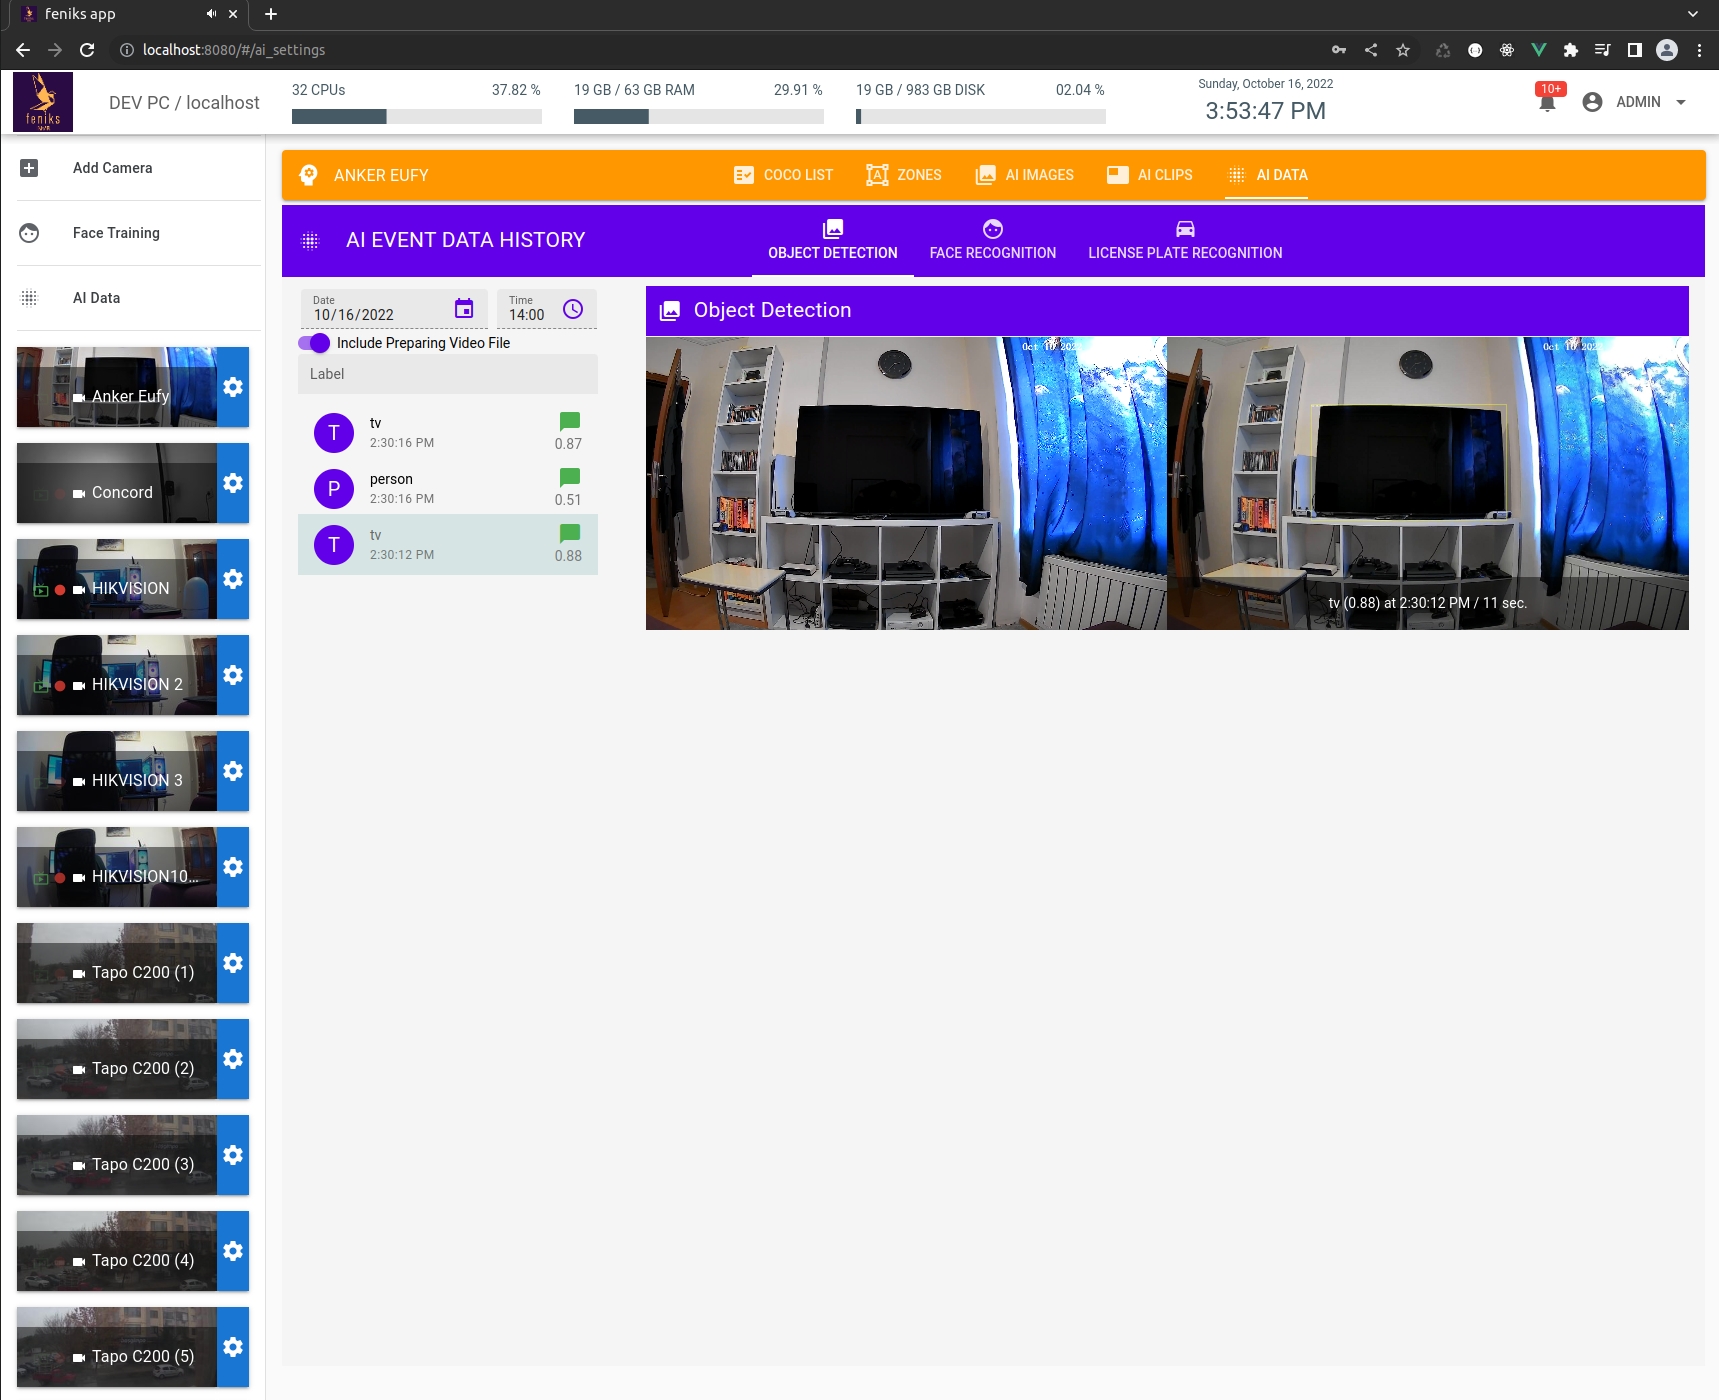 feniks app
localhost:8080/#/ai_settings
feniks
DEV PC / localhost
32 CPUs 37.82 %
19 GB / 63 GB RAM 29.91 %
19 GB / 983 GB DISK 02.04 %
Sunday, October 16, 2022
3:53:47 PM
10+
ADMIN
Add Camera
Face Training
AI Data
Anker Eufy
Concord
HIKVISION
HIKVISION 2
HIKVISION 3
HIKVISION10...
Tapo C200 (1)
Tapo C200 (2)
Tapo C200 (3)
Tapo C200 (4)
Tapo C200 (5)
ANKER EUFY
COCO LIST
A ZONES
AI IMAGES
AI CLIPS
AI DATA
AI EVENT DATA HISTORY
OBJECT DETECTION
FACE RECOGNITION
LICENSE PLATE RECOGNITION
Date
10/16/2022
Time
14:00
Include Preparing Video File
Label
T tv
2:30:16 PM 0.87
P person
2:30:16 PM 0.51
T tv
2:30:12 PM 0.88
Object Detection
tv (0.88) at 2:30:12 PM / 11 sec.